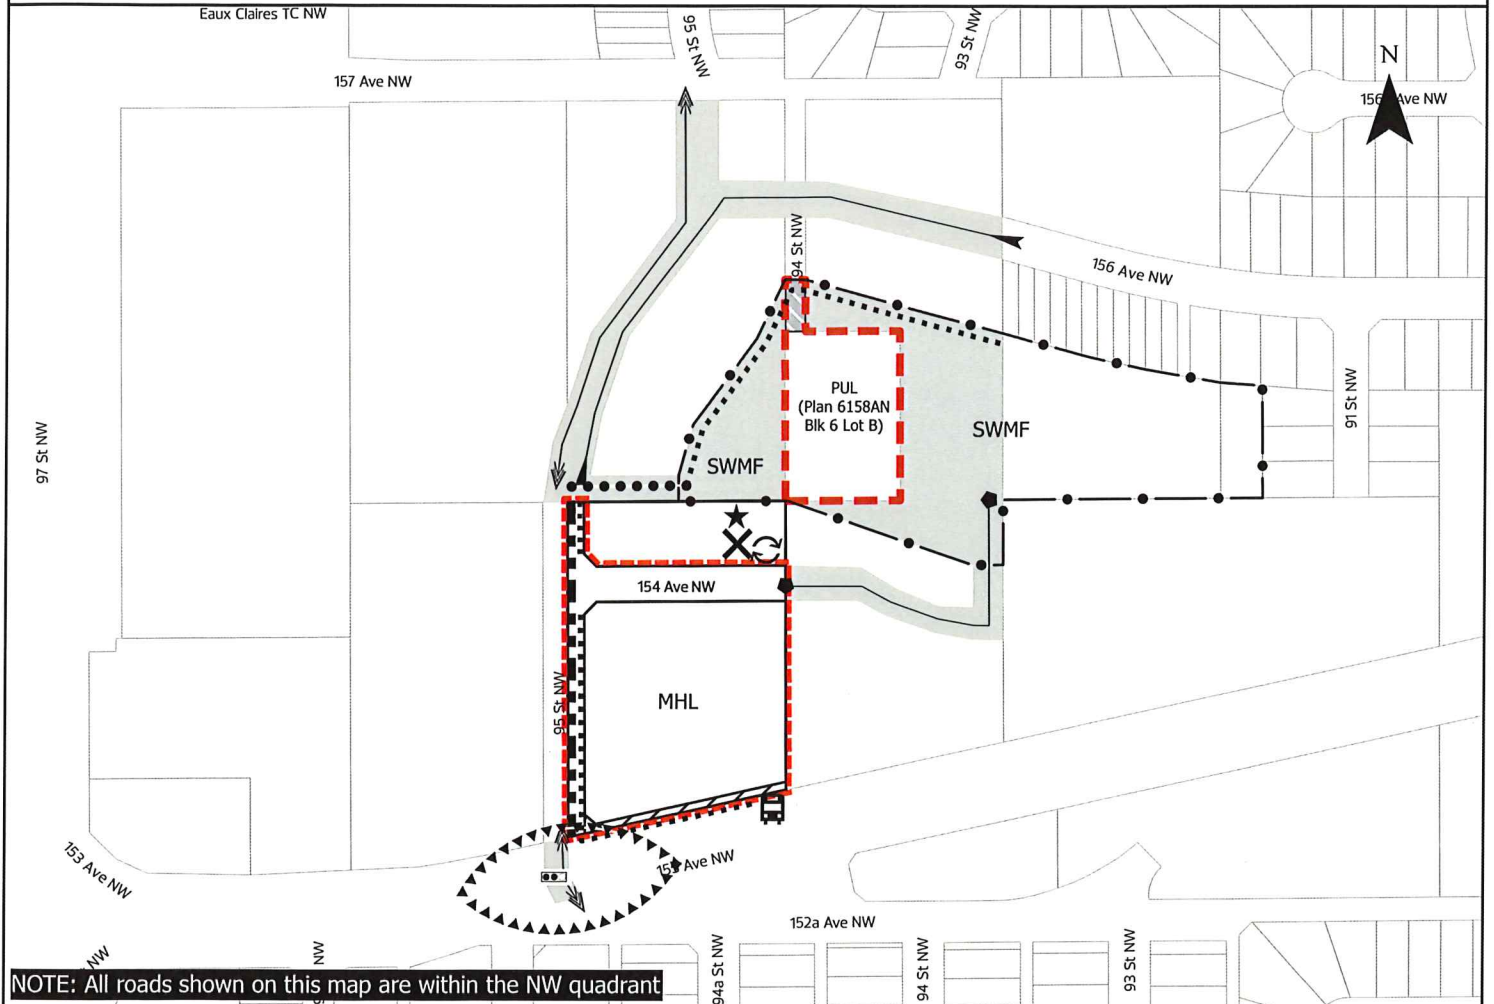 Eaux Claires TC NW
95 St NW
93 St NW
N
157 Ave NW
Ave NW
94 St NW
156 Ave NW
PUL
(Plan 6158AN
Blk 6 Lot B)
91 St NW
SWMF
97 St NW
SWMF
154 Ave NW
MHL
95 St NW
153 Ave NW
Ave NW
152a Ave NW
NW
NW
94a St NW
94 St NW
93 St NW
NOTE: All roads shown on this map are within the NW quadrant